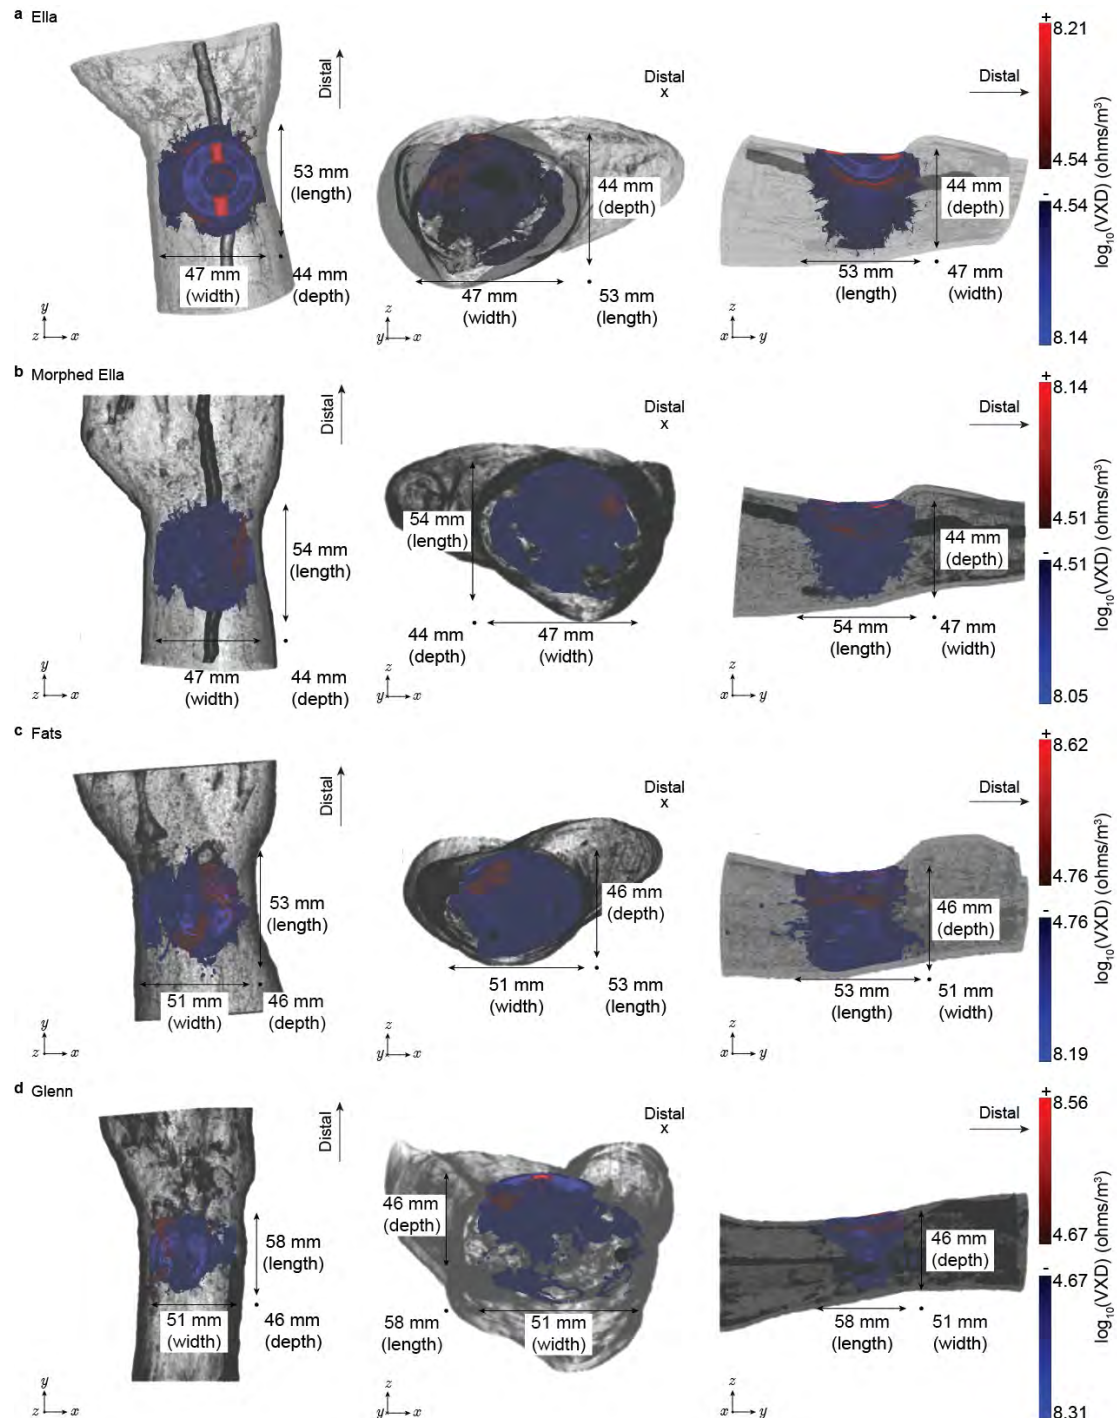 a Ella
Distal
53 mm
(length)
47 mm
(width)
44 mm
(depth)
y
z x
Distal
x
44 mm
(depth)
47 mm
(width)
53 mm
(length)
z
y x
Distal
44 mm
(depth)
53 mm
(length)
47 mm
(width)
z
x y
+
8.21
4.54
-
4.54
8.14
log10(VXD) (ohms/m³)
b Morphed Ella
Distal
54 mm
(length)
47 mm
(width)
44 mm
(depth)
y
z x
Distal
x
54 mm
(length)
44 mm
(depth)
47 mm
(width)
z
y x
Distal
44 mm
(depth)
54 mm
(length)
47 mm
(width)
z
x y
+
8.14
4.51
-
4.51
8.05
log10(VXD) (ohms/m³)
c Fats
Distal
53 mm
(length)
51 mm
(width)
46 mm
(depth)
y
z x
Distal
x
46 mm
(depth)
51 mm
(width)
53 mm
(length)
z
y x
Distal
46 mm
(depth)
53 mm
(length)
51 mm
(width)
z
x y
+
8.62
4.76
-
4.76
8.19
log10(VXD) (ohms/m³)
d Glenn
Distal
58 mm
(length)
51 mm
(width)
46 mm
(depth)
y
z x
Distal
x
46 mm
(depth)
58 mm
(length)
51 mm
(width)
z
y x
Distal
46 mm
(depth)
58 mm
(length)
51 mm
(width)
z
x y
+
8.56
4.67
-
4.67
8.31
log10(VXD) (ohms/m³)